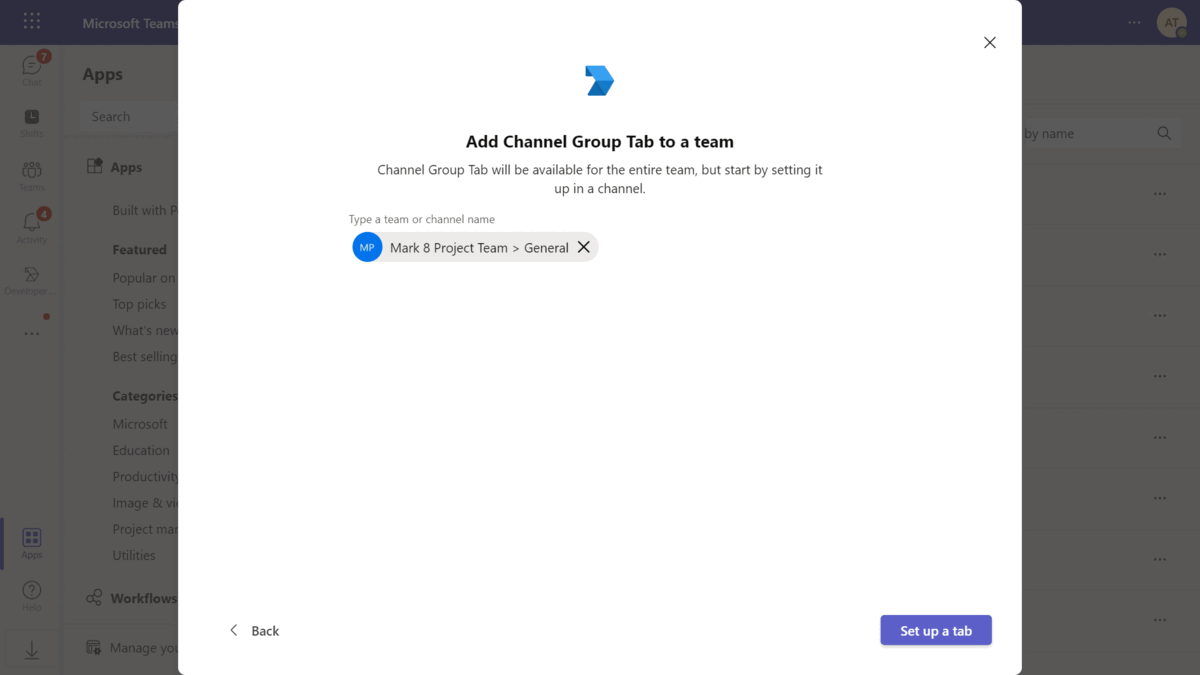 Microsoft Teams
AT
7
Chat
Shifts
Teams
4
Activity
Developer...
Apps
Help
Apps
Search
Apps
Built with P
Featured
Popular on
Top picks
What's new
Best selling
Categories
Microsoft
Education
Productivity
Image & vi
Project mar
Utilities
Workflows
Manage you
by name
Add Channel Group Tab to a team
Channel Group Tab will be available for the entire team, but start by setting it
up in a channel.
Type a team or channel name
MP Mark 8 Project Team > General
Back
Set up a tab